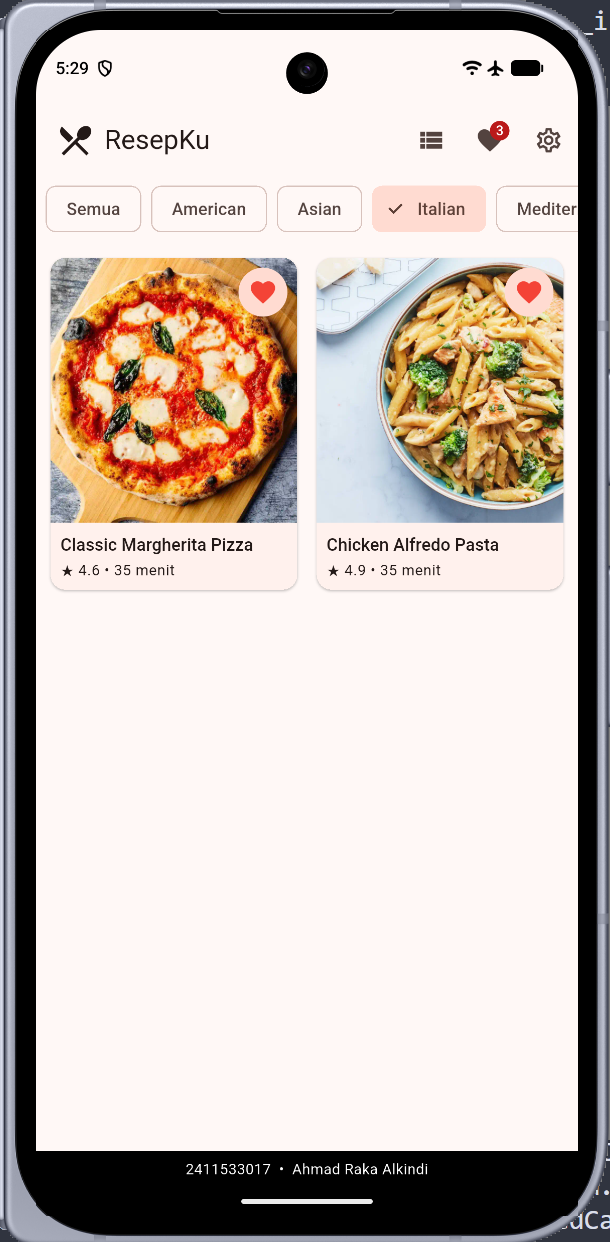 5:29
ResepKu
3
Semua American Asian Italian Mediter
Classic Margherita Pizza
★ 4.6 • 35 menit
Chicken Alfredo Pasta
★ 4.9 • 35 menit
2411533017 • Ahmad Raka Alkindi